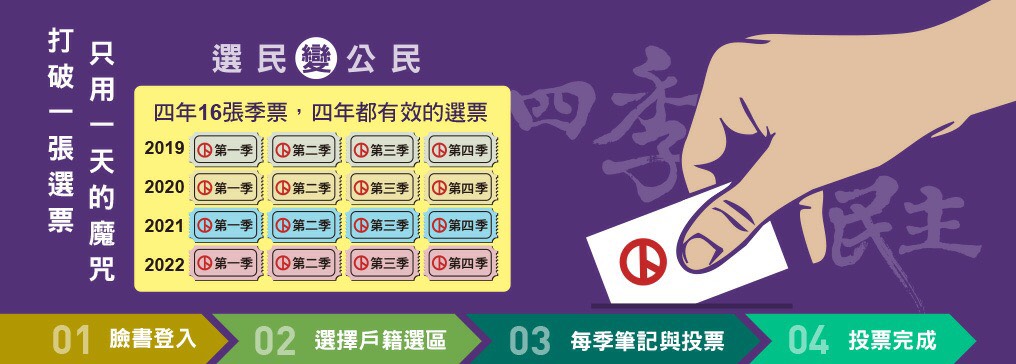 打破一張選票
只用一天的魔咒
選民變公民
四年16張季票，四年都有效的選票
2019 第一季 第二季 第三季 第四季
2020 第一季 第二季 第三季 第四季
2021 第一季 第二季 第三季 第四季
2022 第一季 第二季 第三季 第四季
四季
民主
01 臉書登入
02 選擇戶籍選區
03 每季筆記與投票
04 投票完成